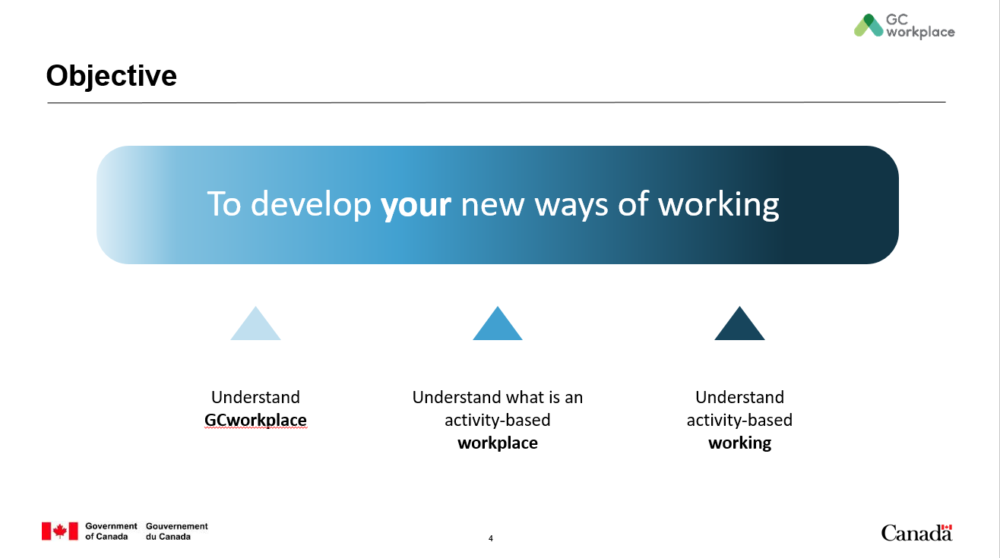 GC
workplace
Objective
To develop your new ways of working
Understand
GCworkplace
Understand what is an
activity-based
workplace
Understand
activity-based
working
Government
of Canada
Gouvernement
du Canada
4
Canada